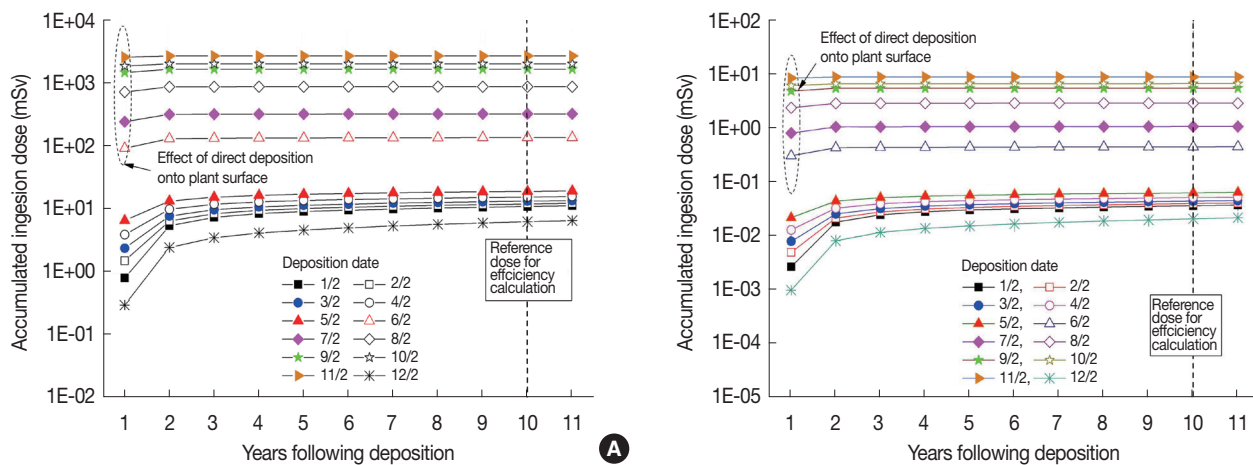 1E+04
1E+03
1E+02
1E+01
1E+00
1E-01
1E-02
Accumulated ingestion dose (mSv)
Effect of direct deposition
onto plant surface
Reference
dose for
effciciency
calculation
Deposition date
1/2 2/2
3/2 4/2
5/2 6/2
7/2 8/2
9/2 10/2
11/2 12/2
1 2 3 4 5 6 7 8 9 10 11
Years following deposition
A
1E+02
1E+01
1E+00
1E-01
1E-02
1E-03
1E-04
1E-05
Accumulated ingestion dose (mSv)
Effect of direct deposition
onto plant surface
Reference
dose for
effciciency
calculation
Deposition date
1/2, 2/2
3/2, 4/2
5/2, 6/2
7/2, 8/2
9/2, 10/2
11/2, 12/2
1 2 3 4 5 6 7 8 9 10 11
Years following deposition